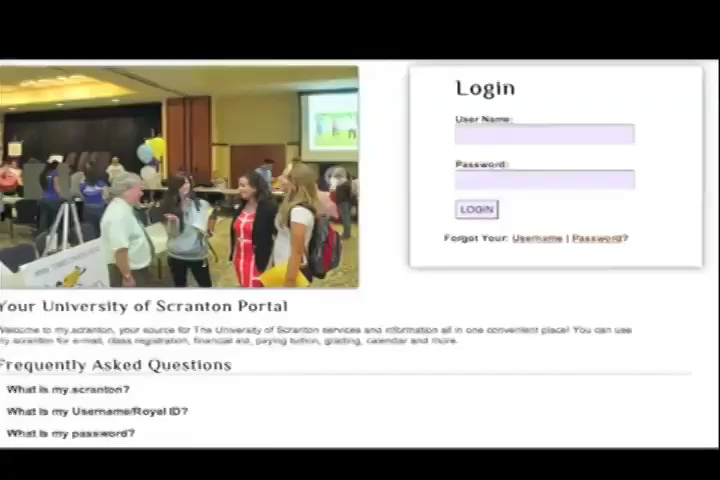 Login
User Name:
Password:
LOGIN
Forgot Your: Username | Password?
Your University of Scranton Portal
Welcome to my.scranton, your source for The University of Scranton services and information all in one convenient place! You can use
my.scranton for e-mail, class registration, financial aid, paying tuition, grading, calendar and more.
Frequently Asked Questions
What is my.scranton?
What is my Username/Royal ID?
What is my password?